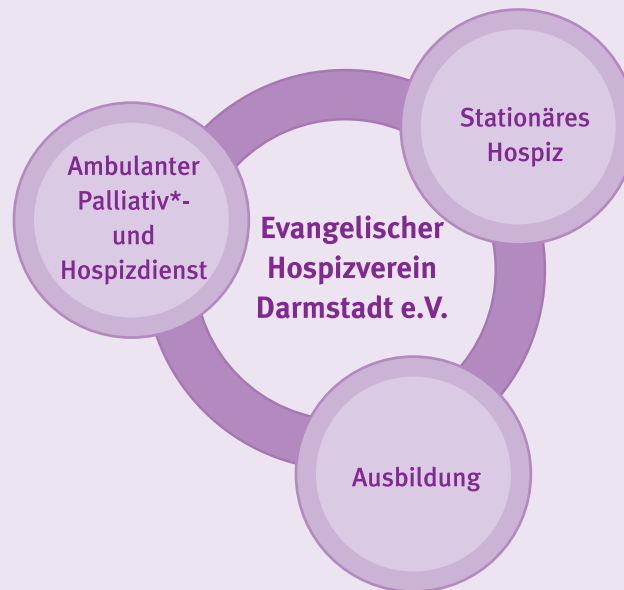 Stationäres
Hospiz
Ambulanter
Palliativ*-
und
Hospizdienst
Evangelischer
Hospizverein
Darmstadt e.V.
Ausbildung